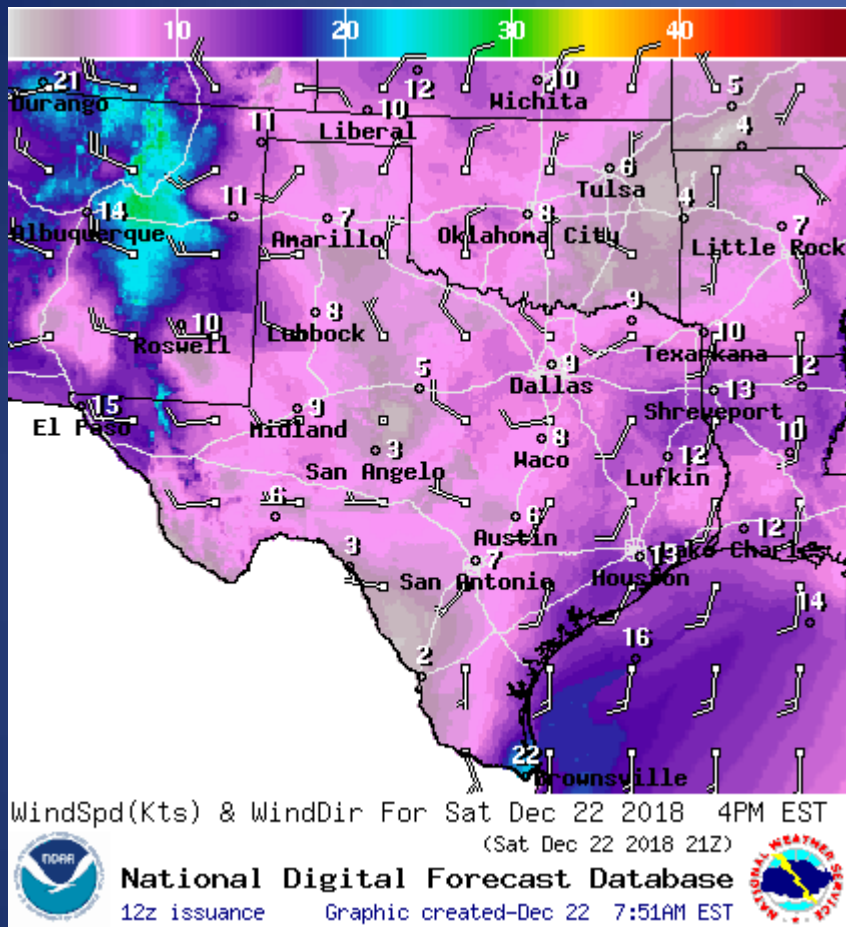 10 20 30 40
21 12 10 5
Durango Wichita
10
Liberal
11 4
6
Tulsa
14 11 7 8 4 7
Albuquerque Amarillo Oklahoma City Little Rock
10 8 9 10
Roswell Lubbock Texarkana
9 12
5 Dallas 13
15 9 Shreveport
El Paso Midland
3 8 12 10
San Angelo Waco Lufkin
6 6 12
Austin Lake Charles
3 7 13
San Antonio Houston
14
16
2
22
Brownsville
WindSpd(Kts) & WindDir For Sat Dec 22 2018 4PM EST
(Sat Dec 22 2018 21Z)
NOAA
National Digital Forecast Database
12z issuance Graphic created-Dec 22 7:51AM EST
NATIONAL WEATHER SERVICE